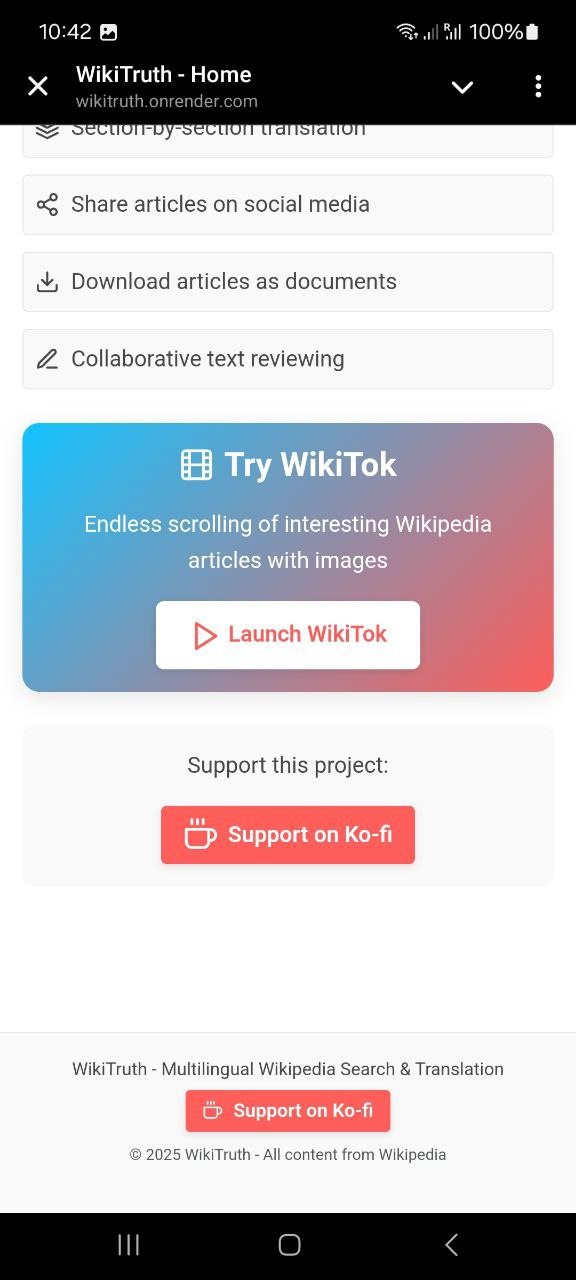 10:42
R
100%
WikiTruth - Home
wikitruth.onrender.com
Section-by-section translation
Share articles on social media
Download articles as documents
Collaborative text reviewing
Try WikiTok
Endless scrolling of interesting Wikipedia
articles with images
Launch WikiTok
Support this project:
Support on Ko-fi
WikiTruth - Multilingual Wikipedia Search & Translation
Support on Ko-fi
© 2025 WikiTruth - All content from Wikipedia